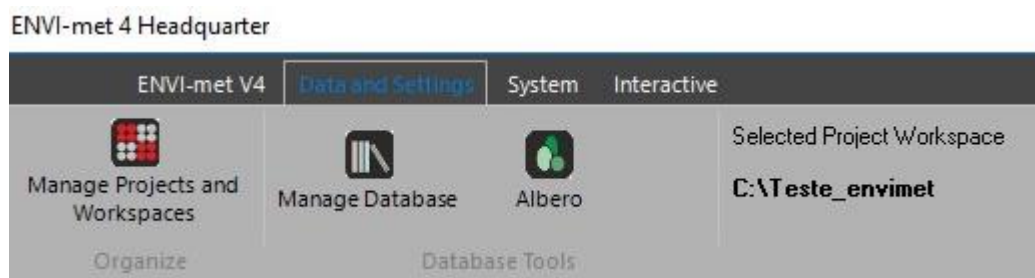 ENVI-met 4 Headquarter
ENVI-met V4 Data and Settings System Interactive
Manage Projects and
Workspaces
Manage Database
Albero
Selected Project Workspace
C:\Teste_envimet
Organize
Database Tools